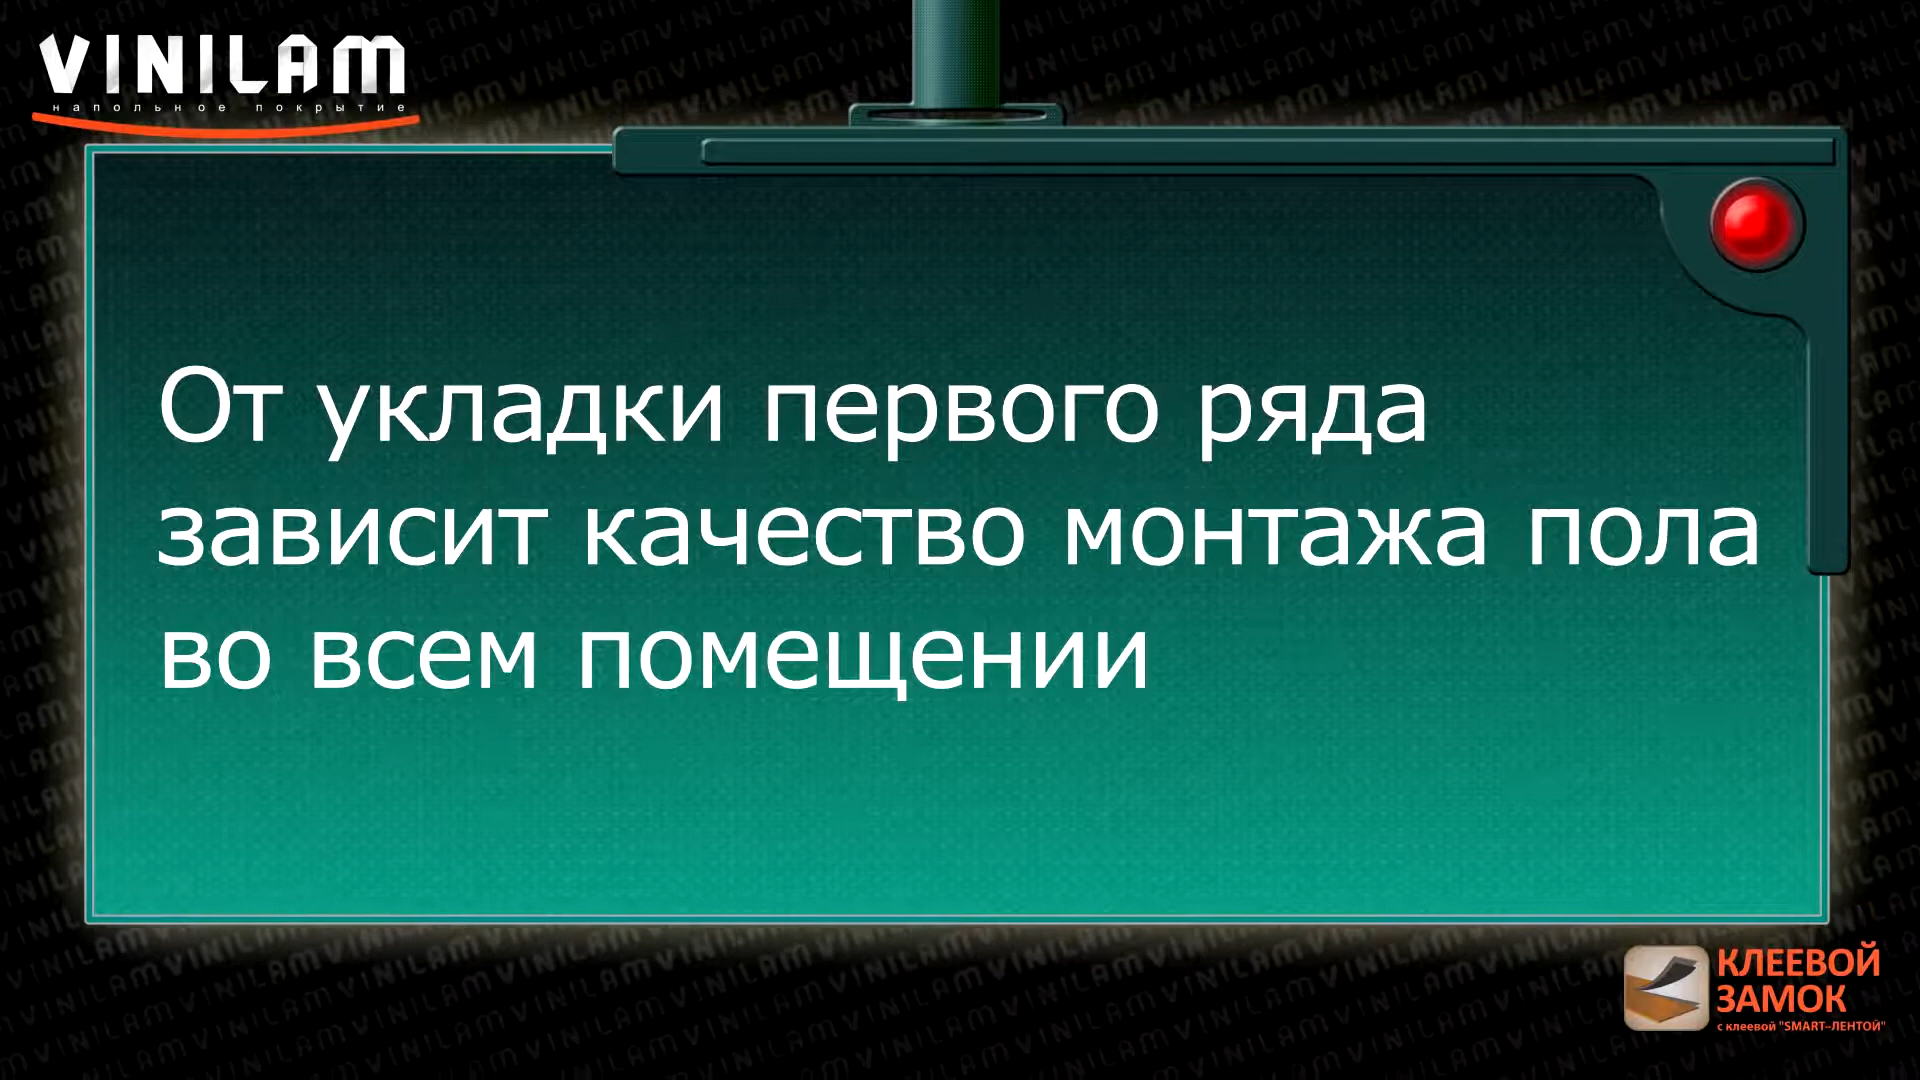 VINILAM
напольное покрытие
От укладки первого ряда
зависит качество монтажа пола
во всем помещении
КЛЕЕВОЙ
ЗАМОК
с клеевой "SMART-ЛЕНТОЙ"